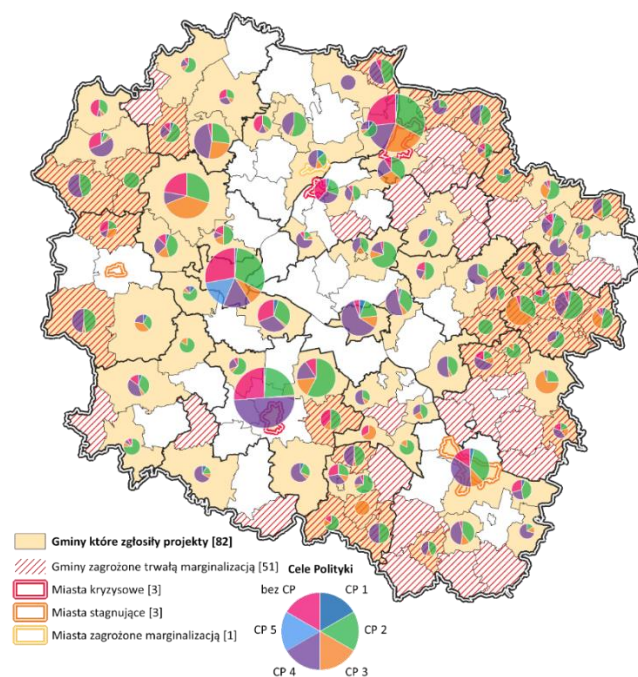 Gminy które zgłosiły projekty [82]
Gminy zagrożone trwałą marginalizacją [51]
Miasta kryzysowe [3]
Miasta stagnujące [3]
Miasta zagrożone marginalizacją [1]
Cele Polityki
bez CP
CP 1
CP 5
CP 2
CP 4
CP 3